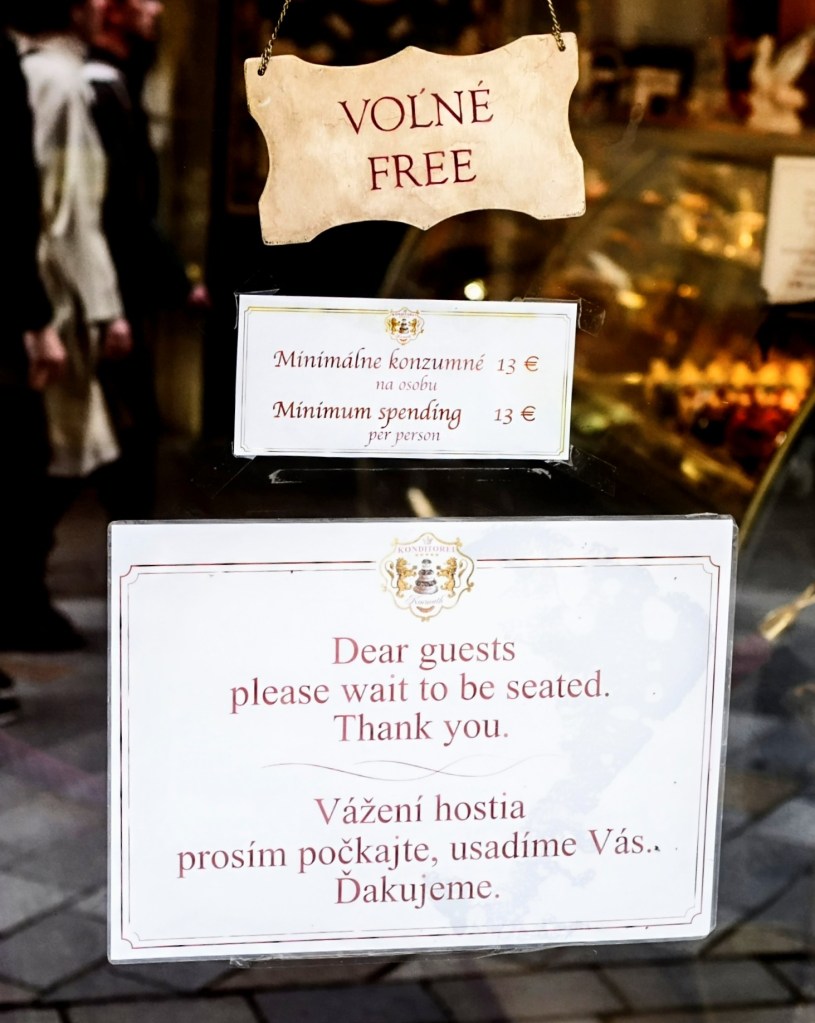 VOĽNÉ
FREE
Minimálne konzumné 13 €
na osobu
Minimum spending 13 €
per person
KONDITOREI
Dear guests
please wait to be seated.
Thank you.
Vážení hostia
prosím počkajte, usadíme Vás..
Ďakujeme.